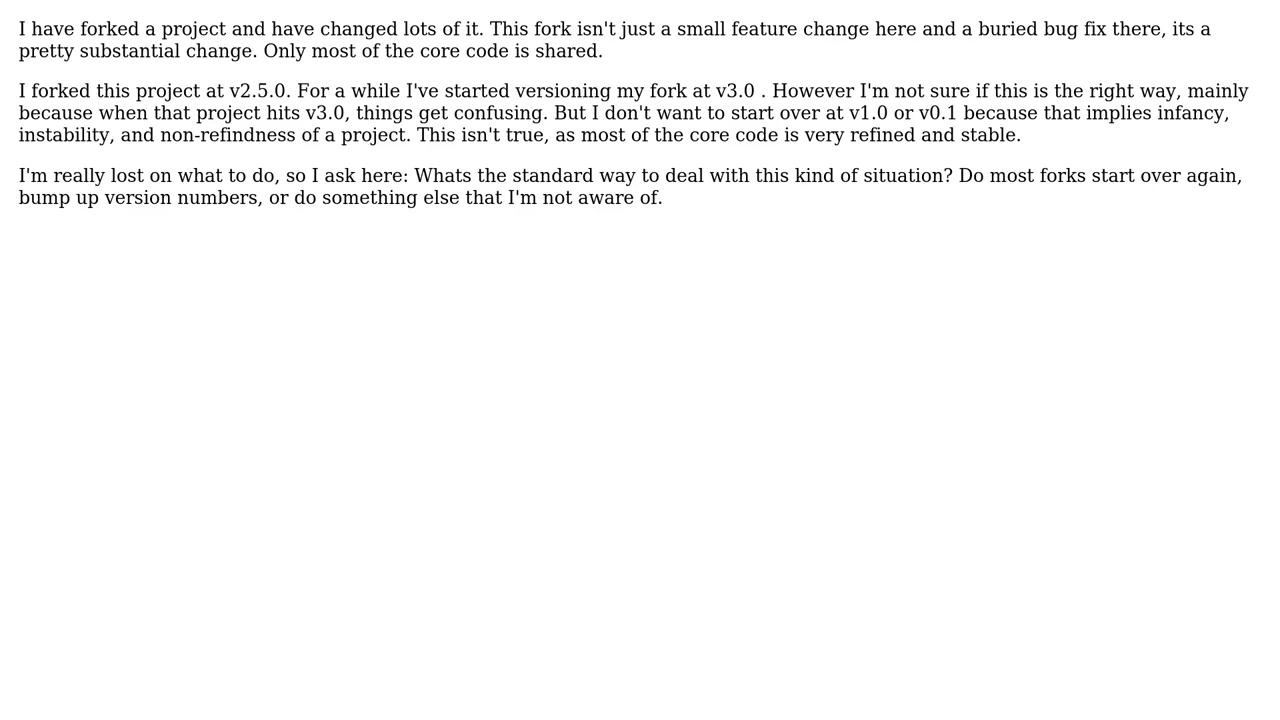 I have forked a project and have changed lots of it. This fork isn't just a small feature change here and a buried bug fix there, its a
pretty substantial change. Only most of the core code is shared.
I forked this project at v2.5.0. For a while I've started versioning my fork at v3.0 . However I'm not sure if this is the right way, mainly
because when that project hits v3.0, things get confusing. But I don't want to start over at v1.0 or v0.1 because that implies infancy,
instability, and non-refindness of a project. This isn't true, as most of the core code is very refined and stable.
I'm really lost on what to do, so I ask here: Whats the standard way to deal with this kind of situation? Do most forks start over again,
bump up version numbers, or do something else that I'm not aware of.